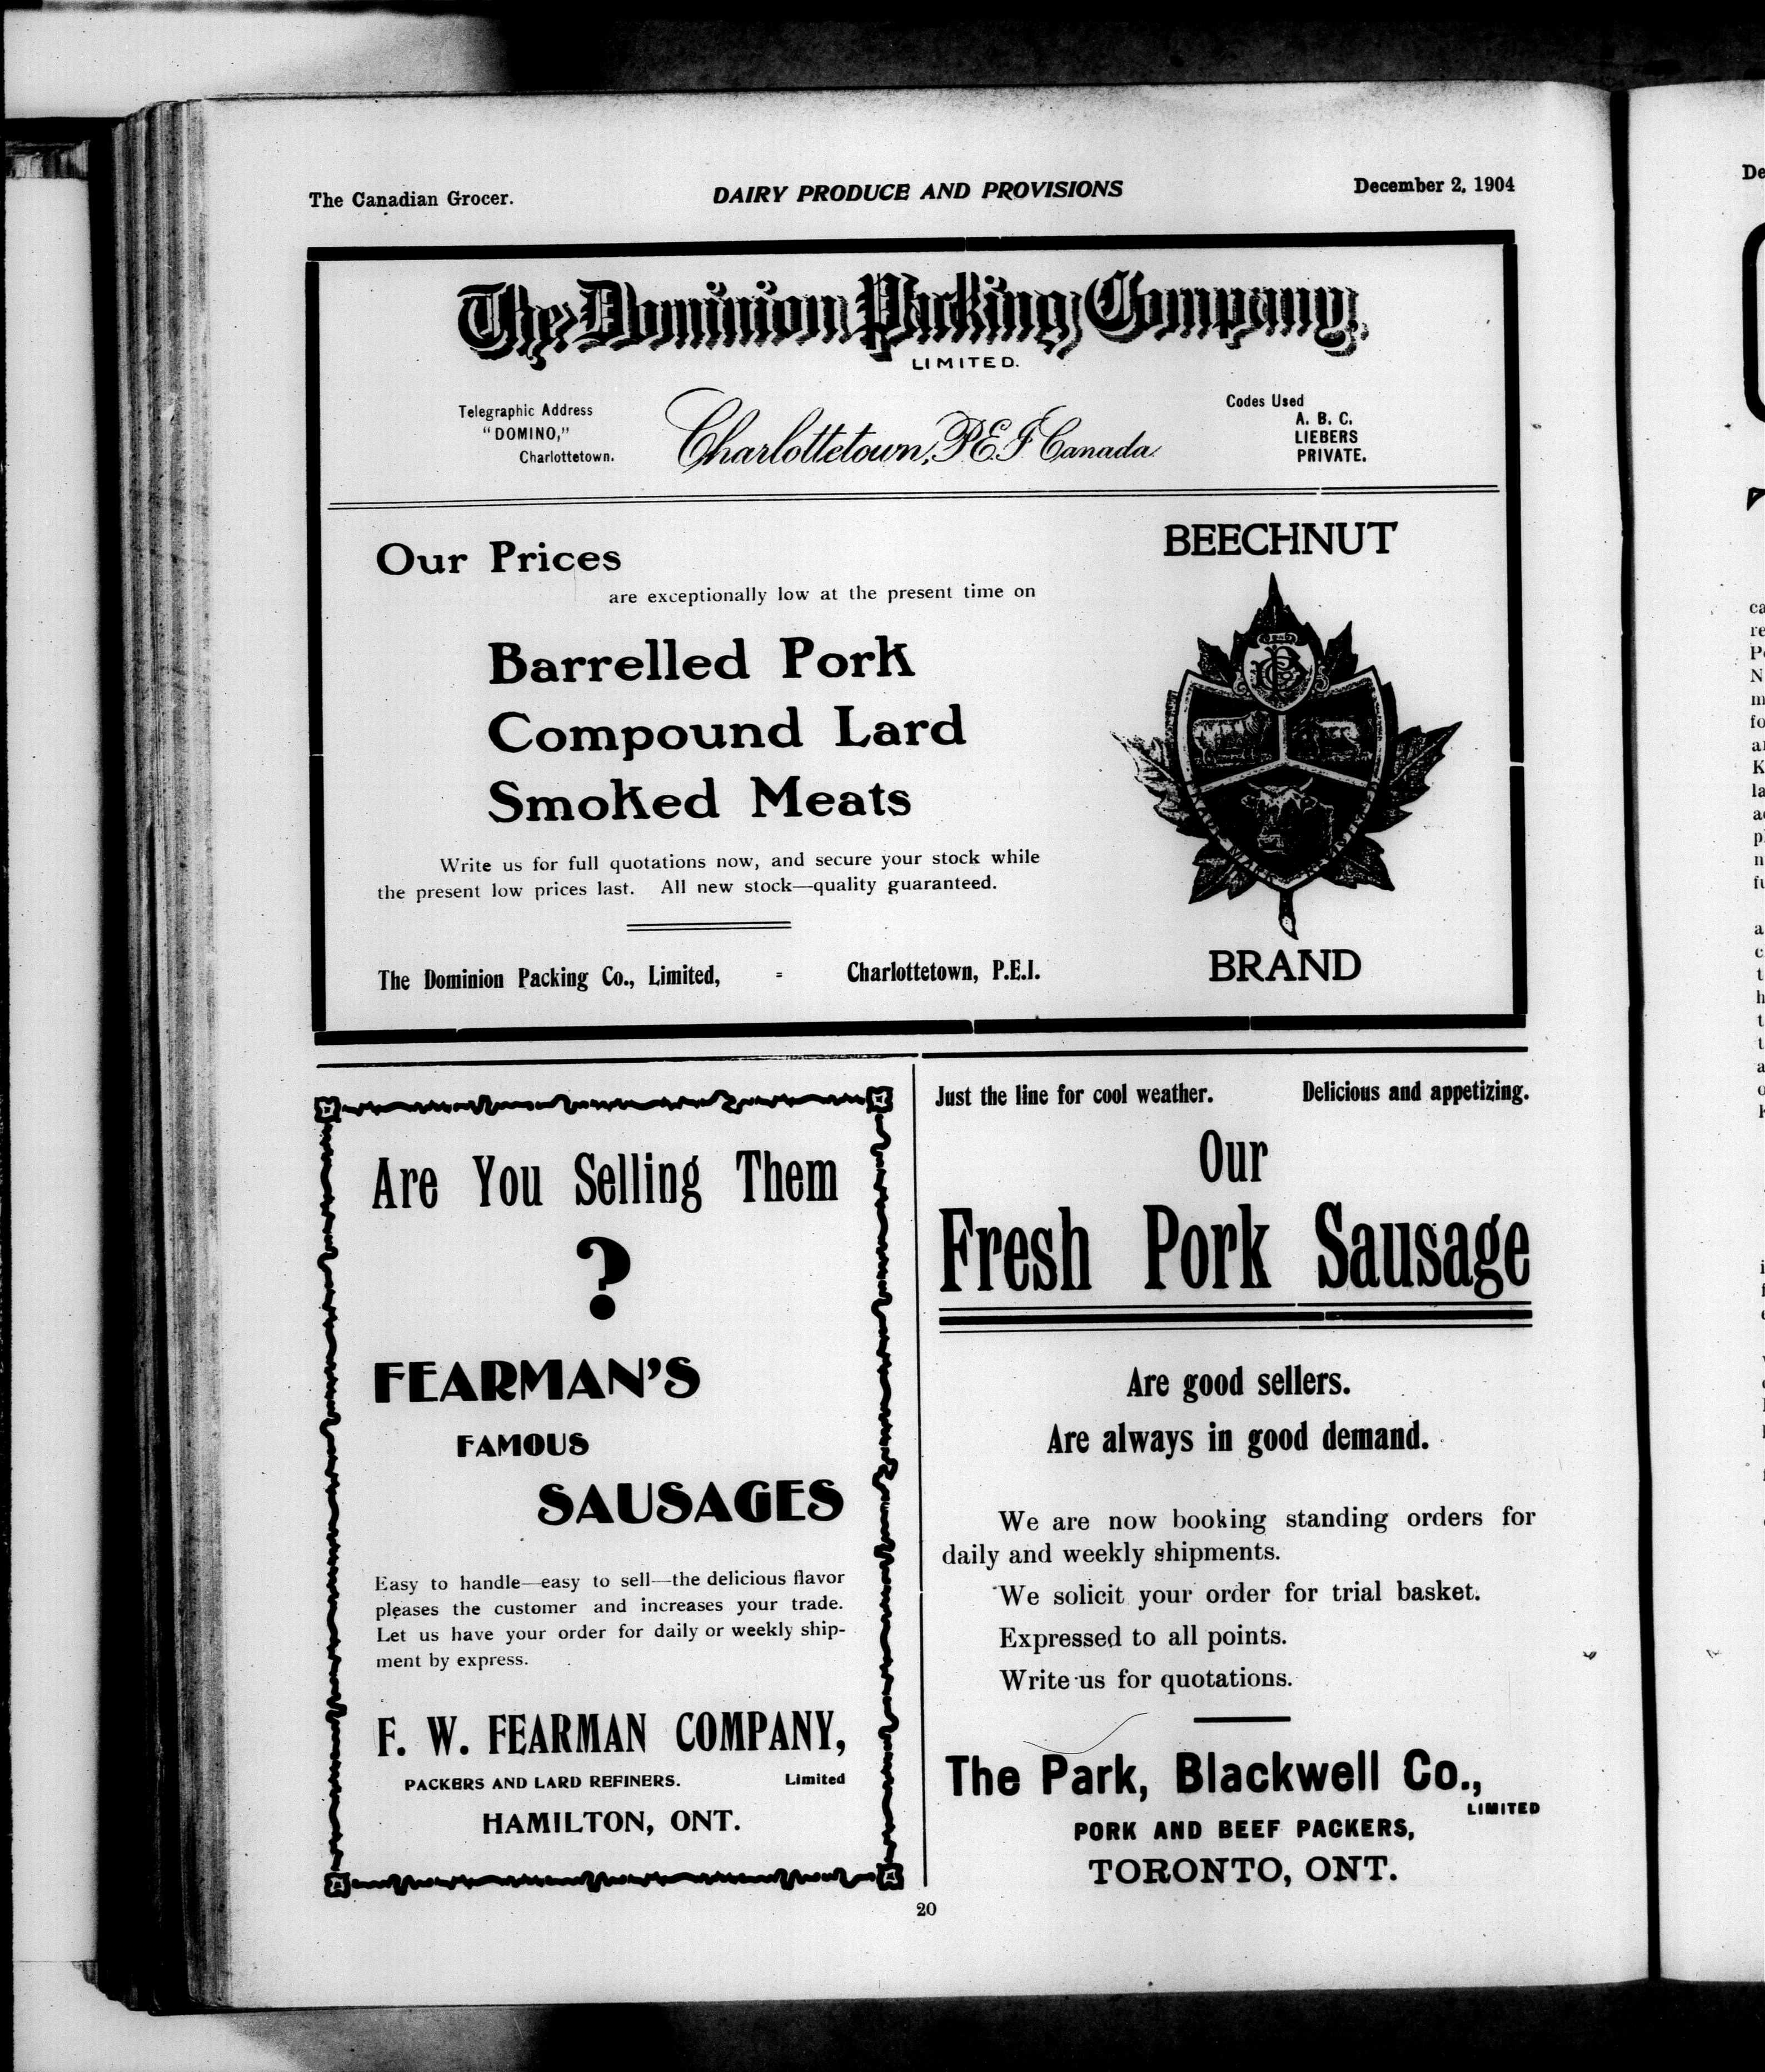 The Canadian Grocer. DAIRY PRODUCE AND PROVISIONS December 2, 1904
The Dominion Packing Company,
LIMITED.
Telegraphic Address
"DOMINO,"
Charlottetown.
Charlottetown, P.E.I. Canada.
Codes Used
A. B. C.
LIEBERS
PRIVATE.
Our Prices
are exceptionally low at the present time on
Barrelled Pork
Compound Lard
Smoked Meats
Write us for full quotations now, and secure your stock while
the present low prices last. All new stock—quality guaranteed.
The Dominion Packing Co., Limited, - Charlottetown, P.E.I.
BEECHNUT
BRAND
Are You Selling Them
?
FEARMAN'S
FAMOUS
SAUSAGES
Easy to handle—easy to sell—the delicious flavor
pleases the customer and increases your trade.
Let us have your order for daily or weekly ship-
ment by express.
F. W. FEARMAN COMPANY,
PACKERS AND LARD REFINERS. Limited
HAMILTON, ONT.
Just the line for cool weather. Delicious and appetizing.
Our
Fresh Pork Sausage
Are good sellers.
Are always in good demand.
We are now booking standing orders for
daily and weekly shipments.
We solicit your order for trial basket.
Expressed to all points.
Write us for quotations.
The Park, Blackwell Co.,
LIMITED
PORK AND BEEF PACKERS,
TORONTO, ONT.
20